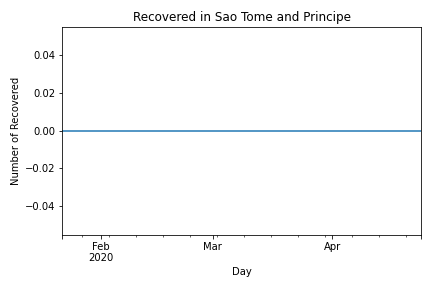 Recovered in Sao Tome and Principe
Number of Recovered
0.04
0.02
0.00
−0.02
−0.04
Feb
2020
Mar
Apr
Day